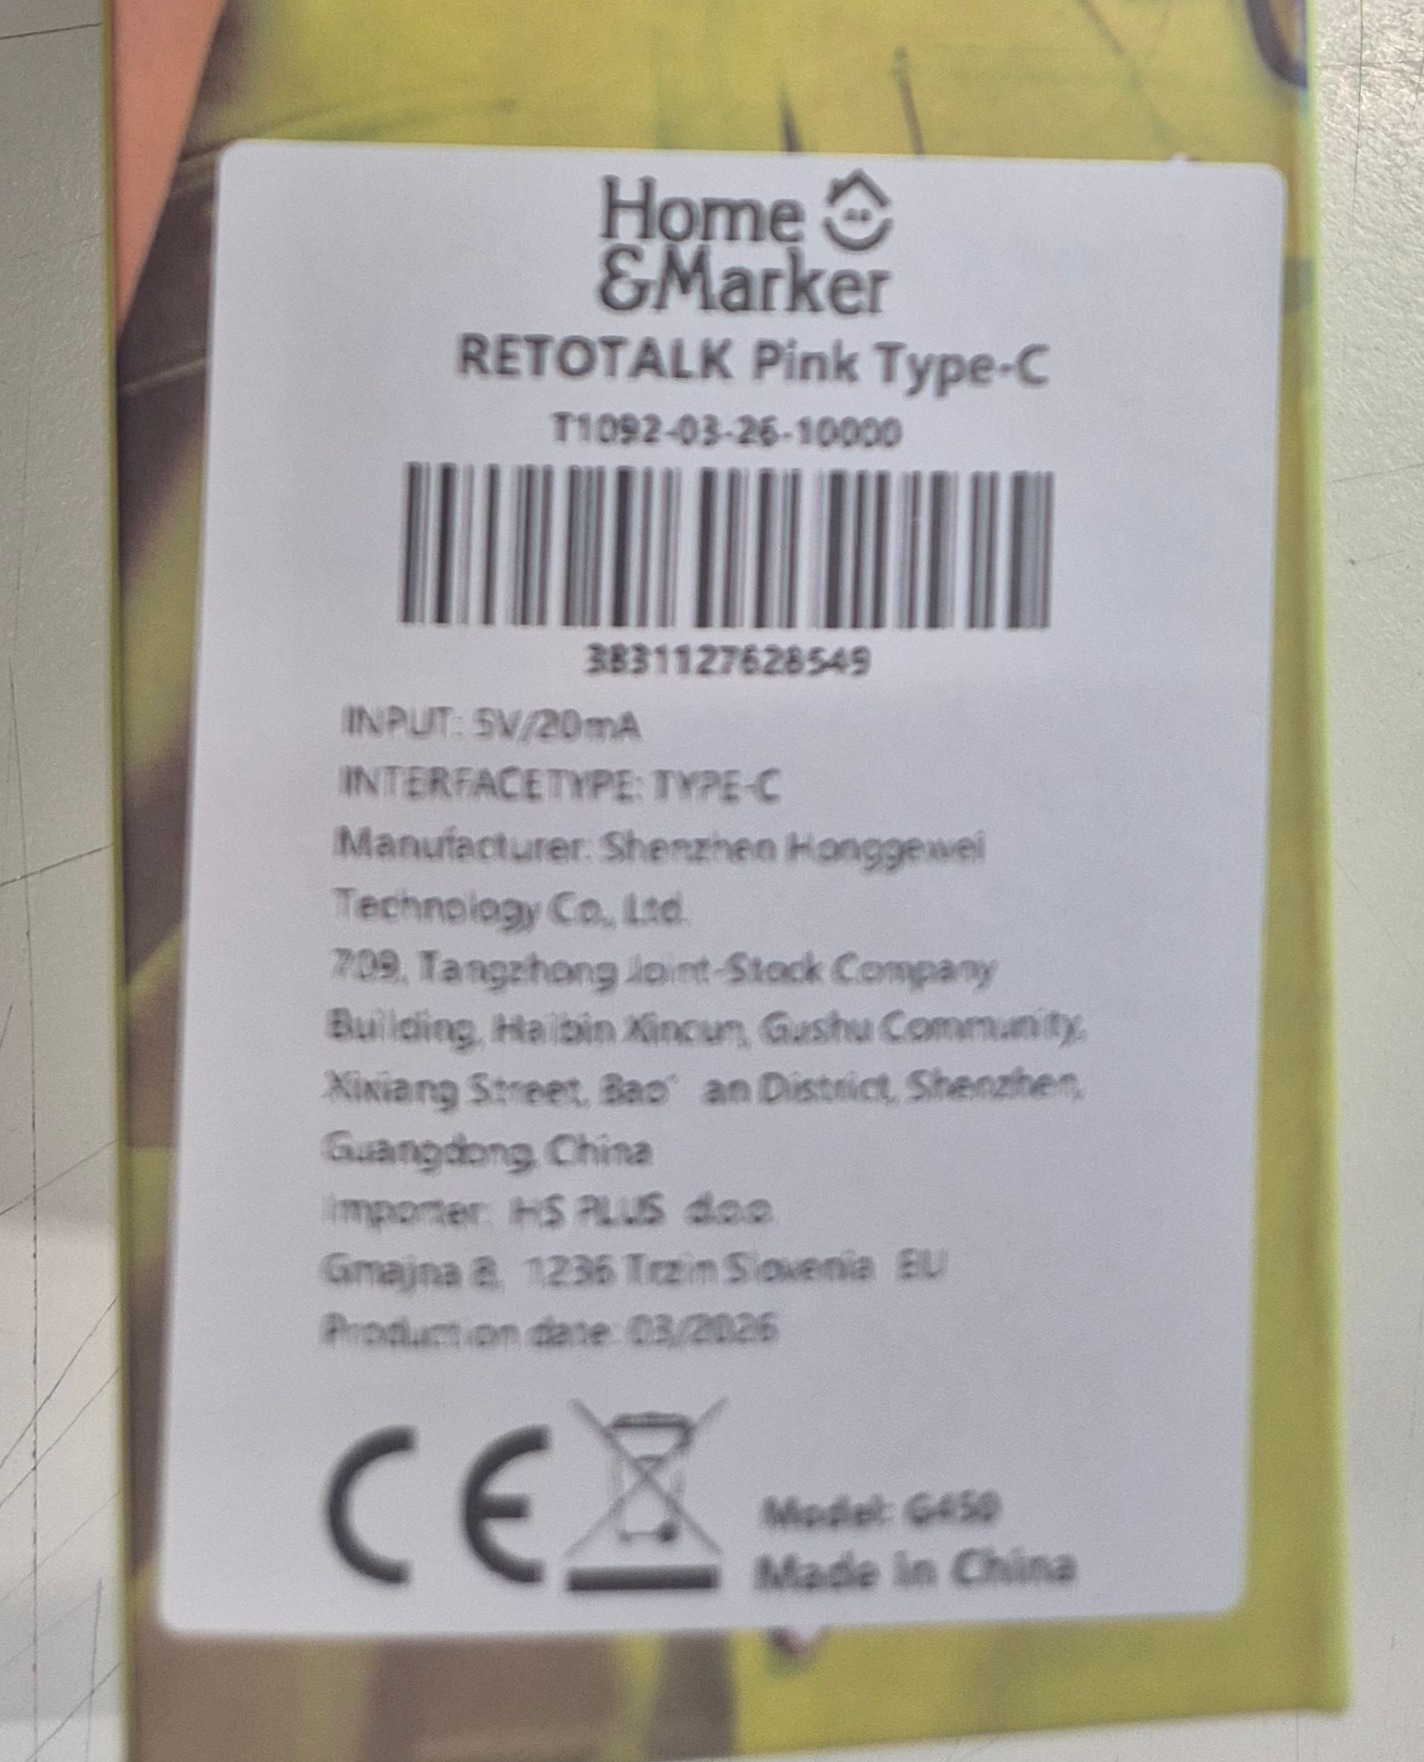 Home
&Marker
RETOTALK Pink Type-C
T1092-03-26-10000
3831127628549
INPUT: 5V/20mA
INTERFACETYPE: TYPE-C
Manufacturer: Shenzhen Honggewei
Technology Co., Ltd.
709, Tangzhong Joint-Stock Company
Building, Haibin Xincun, Gushu Community,
Xixiang Street, Bao' an District, Shenzhen,
Guangdong, China
Importer: HS PLUS d.o.o.
Gmajna 8, 1236 Trzin Slovenia EU
Production date: 03/2026
CE
Model: G450
Made in China